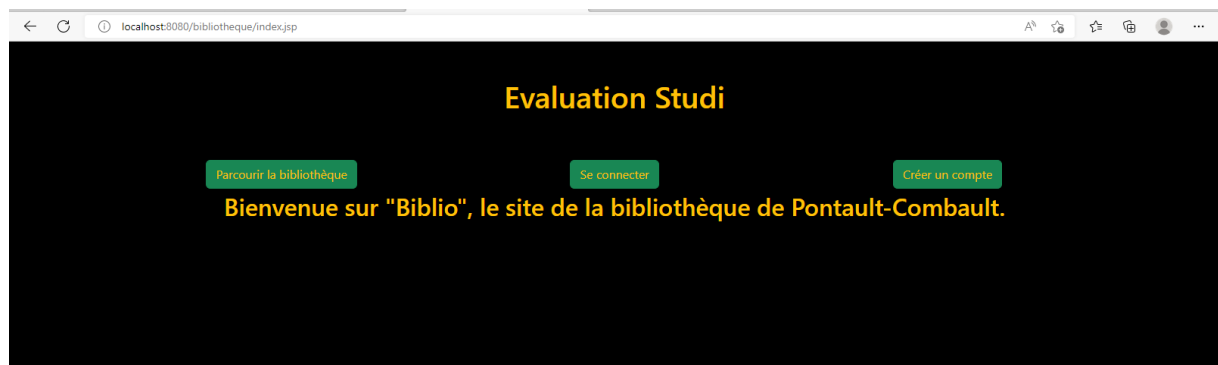 localhost:8080/bibliotheque/index.jsp
Evaluation Studi
Parcourir la bibliothèque Se connecter Créer un compte
Bienvenue sur "Biblio", le site de la bibliothèque de Pontault-Combault.